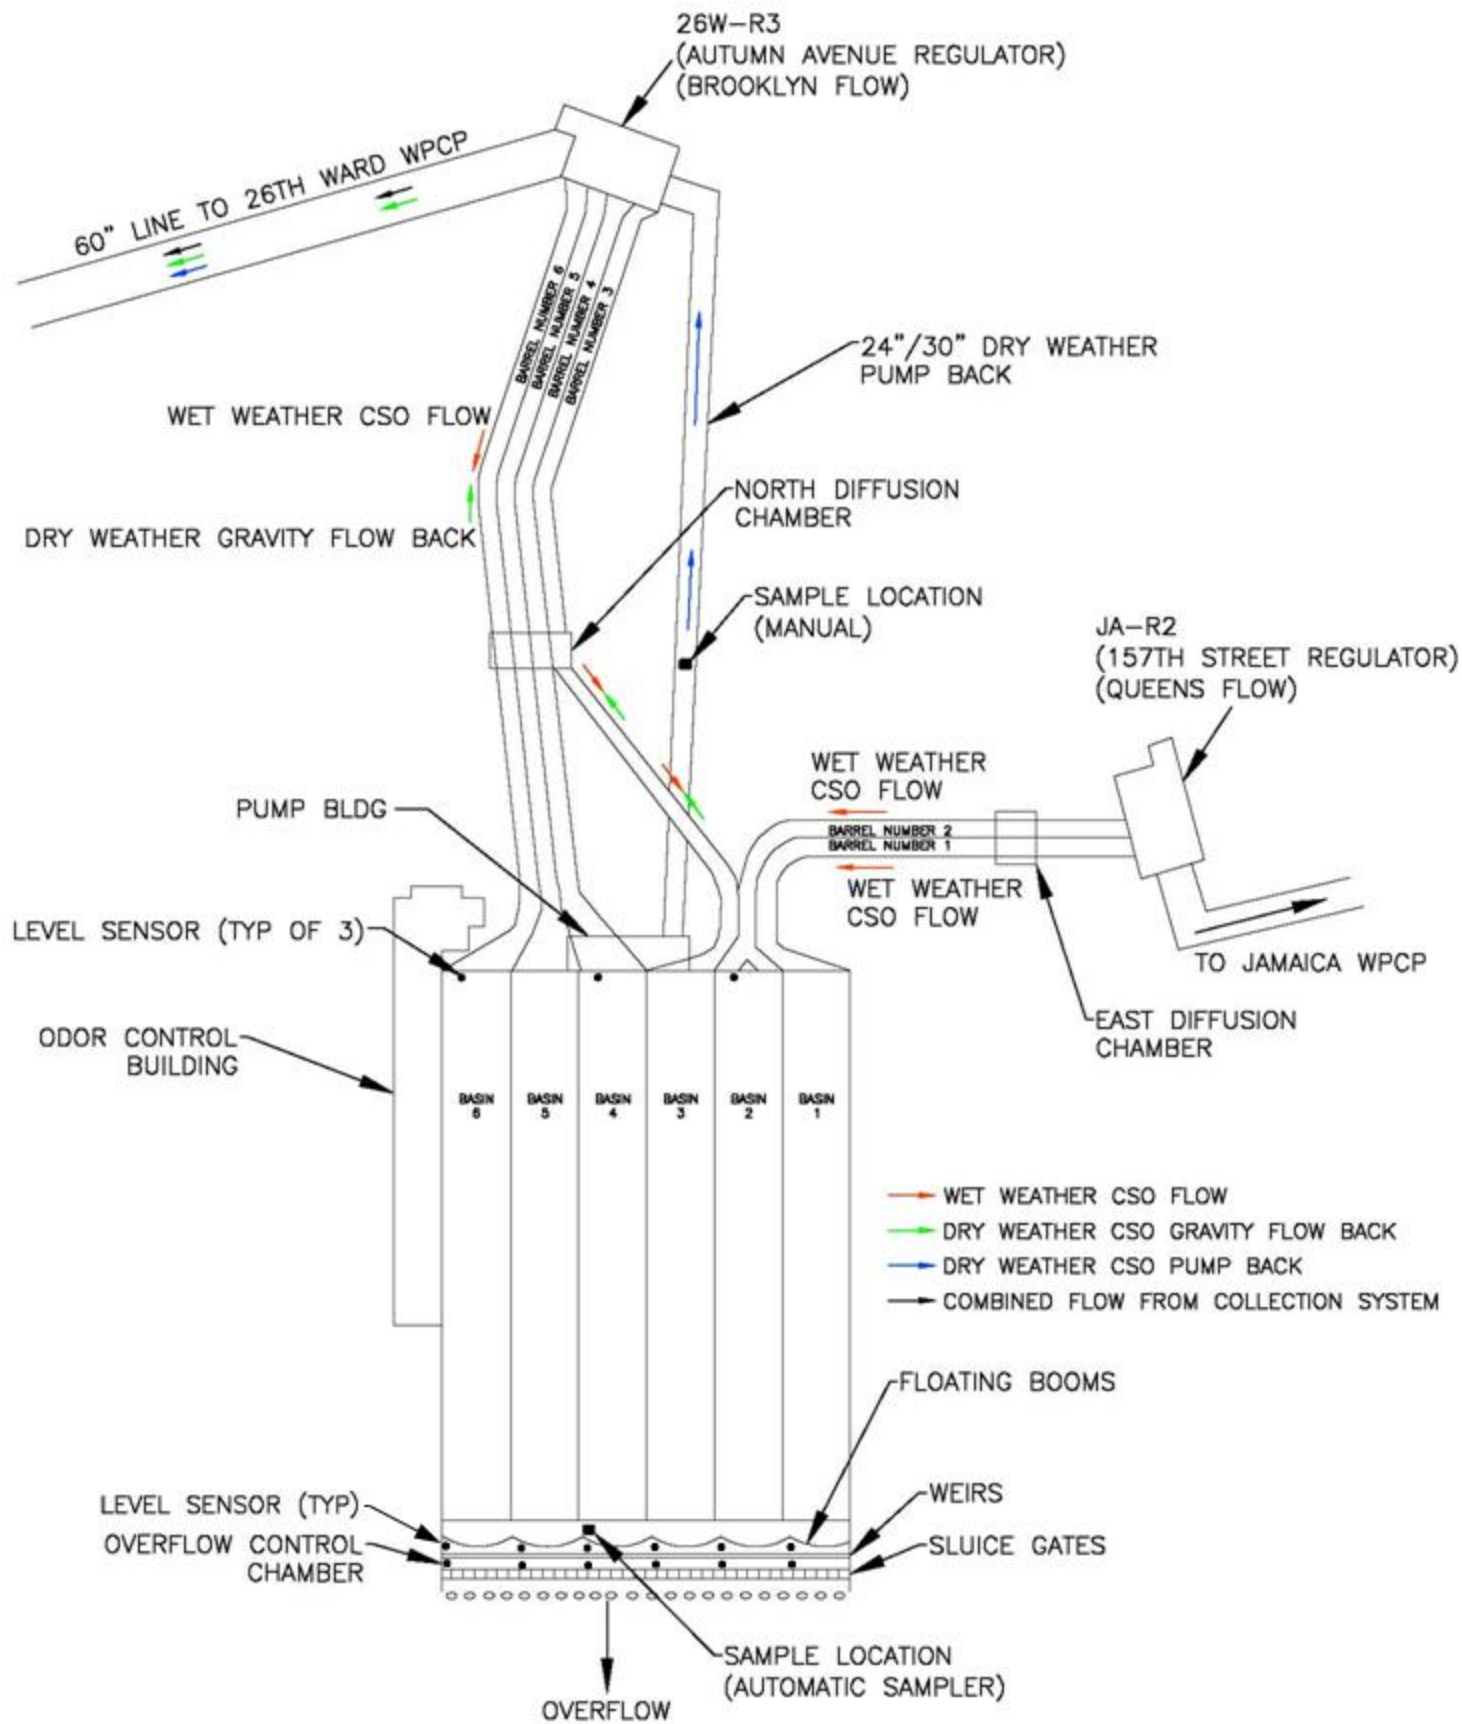 26W-R3
(AUTUMN AVENUE REGULATOR)
(BROOKLYN FLOW)
60" LINE TO 26TH WARD WPCP
BARREL NUMBER 6
BARREL NUMBER 5
BARREL NUMBER 4
BARREL NUMBER 3
24"/30" DRY WEATHER
PUMP BACK
WET WEATHER CSO FLOW
NORTH DIFFUSION
CHAMBER
DRY WEATHER GRAVITY FLOW BACK
SAMPLE LOCATION
(MANUAL)
JA-R2
(157TH STREET REGULATOR)
(QUEENS FLOW)
WET WEATHER
CSO FLOW
PUMP BLDG
BARREL NUMBER 2
BARREL NUMBER 1
WET WEATHER
CSO FLOW
LEVEL SENSOR (TYP OF 3)
TO JAMAICA WPCP
EAST DIFFUSION
CHAMBER
ODOR CONTROL
BUILDING
BASIN
6
BASIN
5
BASIN
4
BASIN
3
BASIN
2
BASIN
1
WET WEATHER CSO FLOW
DRY WEATHER CSO GRAVITY FLOW BACK
DRY WEATHER CSO PUMP BACK
COMBINED FLOW FROM COLLECTION SYSTEM
FLOATING BOOMS
LEVEL SENSOR (TYP)
WEIRS
OVERFLOW CONTROL
CHAMBER
SLUICE GATES
SAMPLE LOCATION
(AUTOMATIC SAMPLER)
OVERFLOW